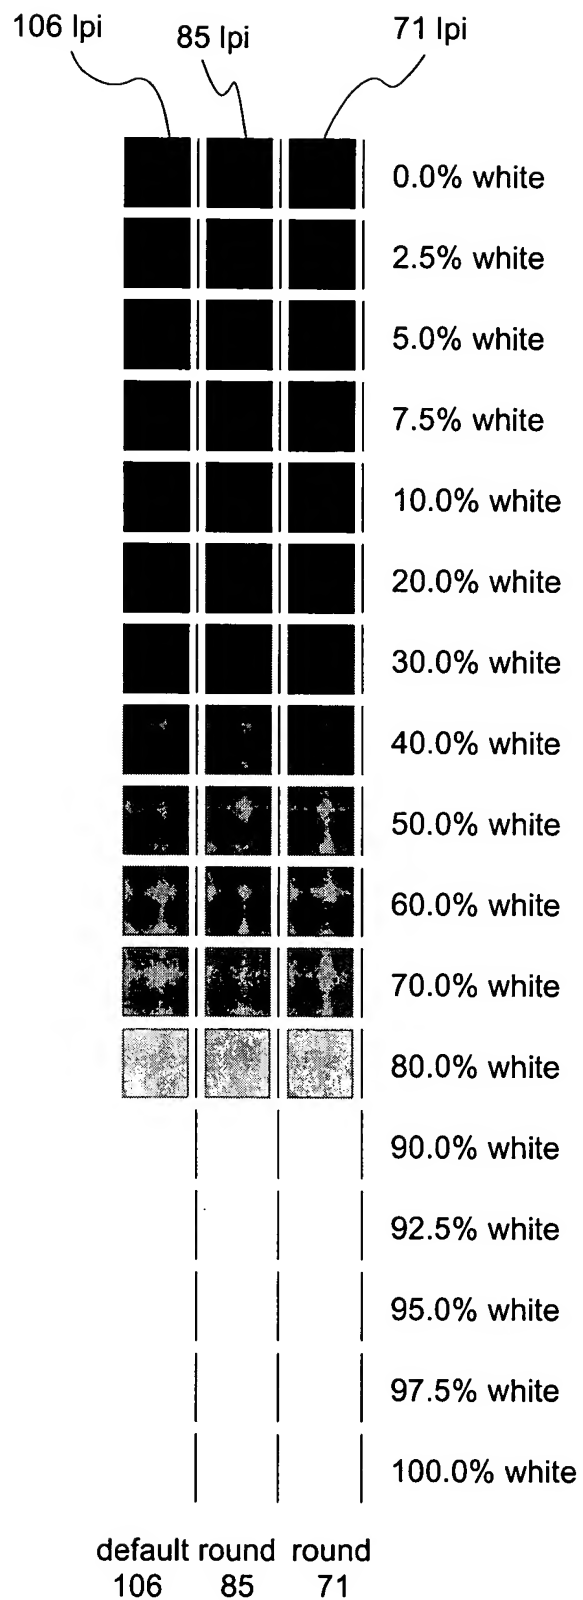 106 lpi
85 lpi
71 lpi
0.0% white
2.5% white
5.0% white
7.5% white
10.0% white
20.0% white
30.0% white
40.0% white
50.0% white
60.0% white
70.0% white
80.0% white
90.0% white
92.5% white
95.0% white
97.5% white
100.0% white
default round round
106 85 71